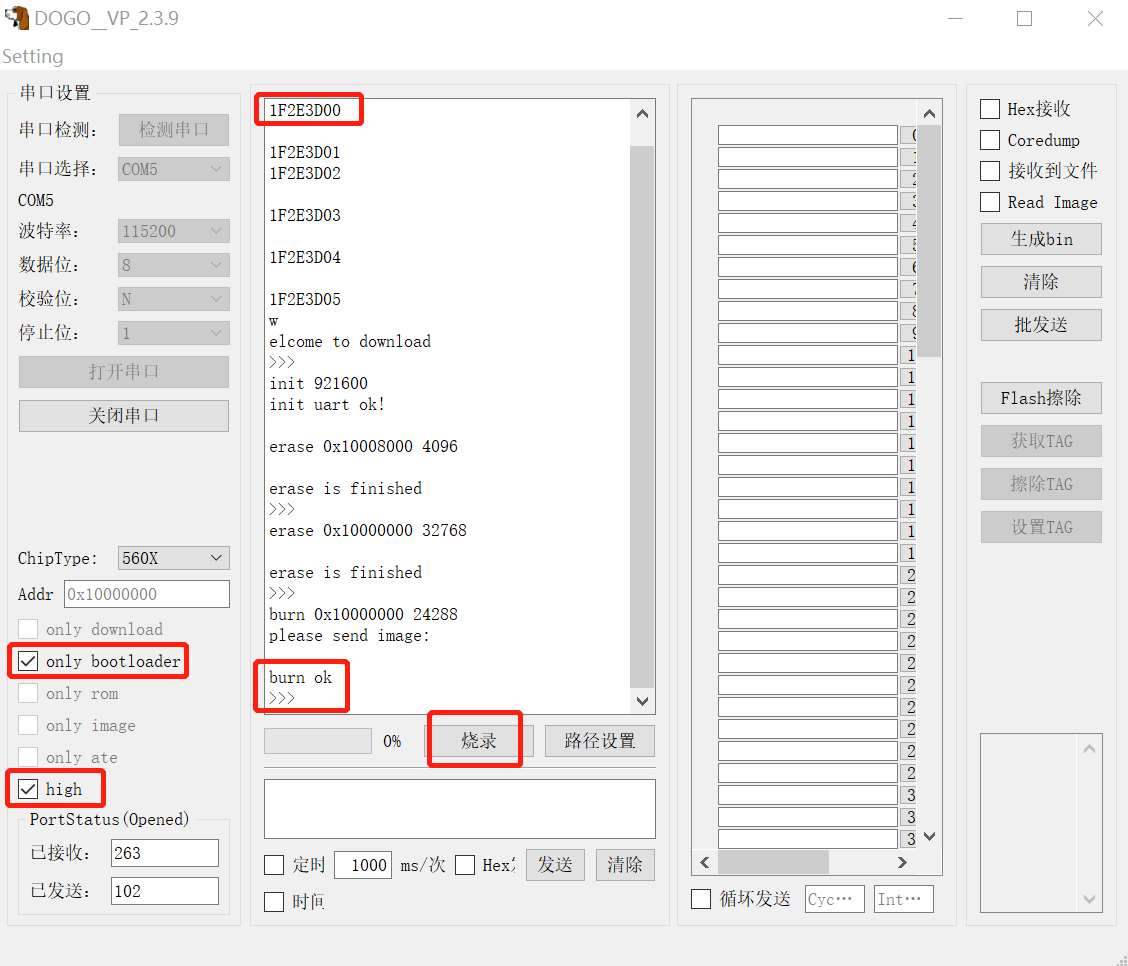 DOGO__VP_2.3.9
Setting
串口设置
串口检测：
检测串口
串口选择：
COM5
COM5
波特率：
115200
数据位：
8
校验位：
N
停止位：
1
打开串口
关闭串口
ChipType:
560X
Addr
0x10000000
only download
only bootloader
only rom
only image
only ate
high
PortStatus(Opened)
已接收：
263
已发送：
102
1F2E3D00
1F2E3D01
1F2E3D02
1F2E3D03
1F2E3D04
1F2E3D05
w
elcome to download
>>>
init 921600
init uart ok!
erase 0x10008000 4096
erase is finished
>>>
erase 0x10000000 32768
erase is finished
>>>
burn 0x10000000 24288
please send image:
burn ok
>>>
0%
烧录
路径设置
定时
1000
ms/次
Hex
发送
清除
时间
1
2
3
4
5
6
7
8
9
1
1
1
1
1
1
1
1
1
1
2
2
2
2
2
2
2
2
2
2
3
3
3
循环发送
Cyc…
Int…
Hex接收
Coredump
接收到文件
Read Image
生成bin
清除
批发送
Flash擦除
获取TAG
擦除TAG
设置TAG